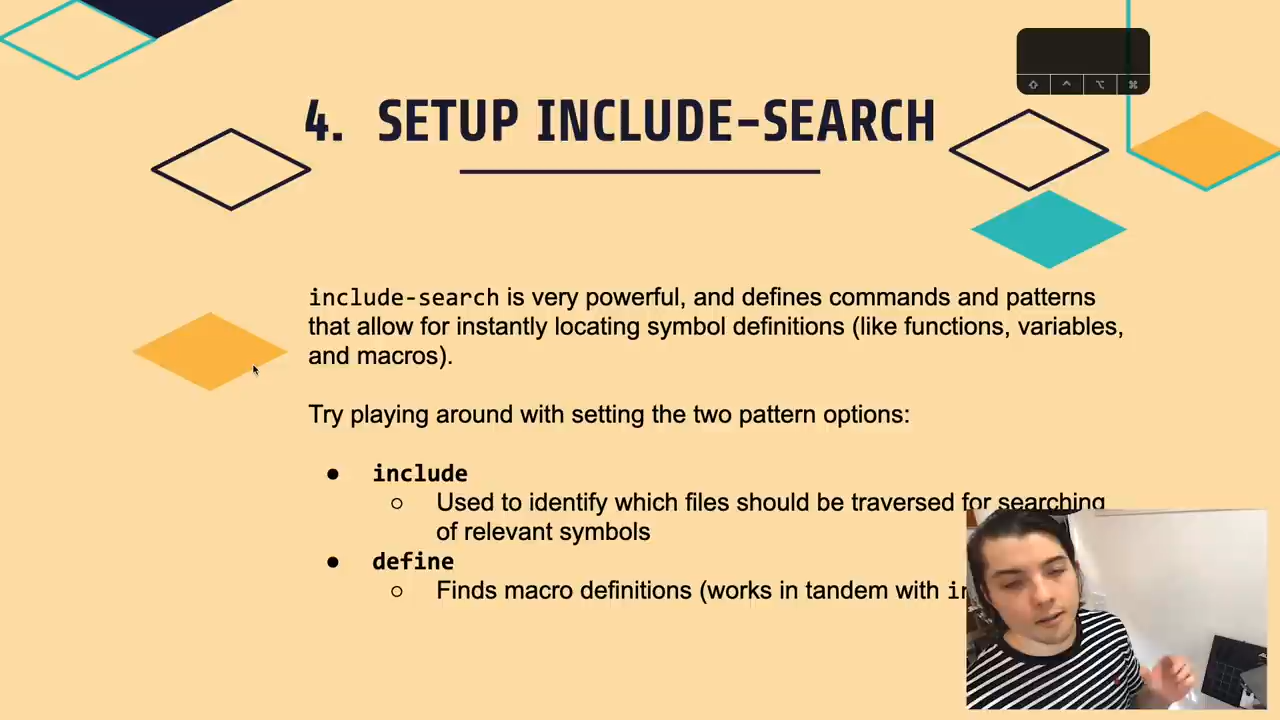 4. SETUP INCLUDE-SEARCH
include-search is very powerful, and defines commands and patterns
that allow for instantly locating symbol definitions (like functions, variables,
and macros).
Try playing around with setting the two pattern options:
● include
○ Used to identify which files should be traversed for searching
of relevant symbols
● define
○ Finds macro definitions (works in tandem with